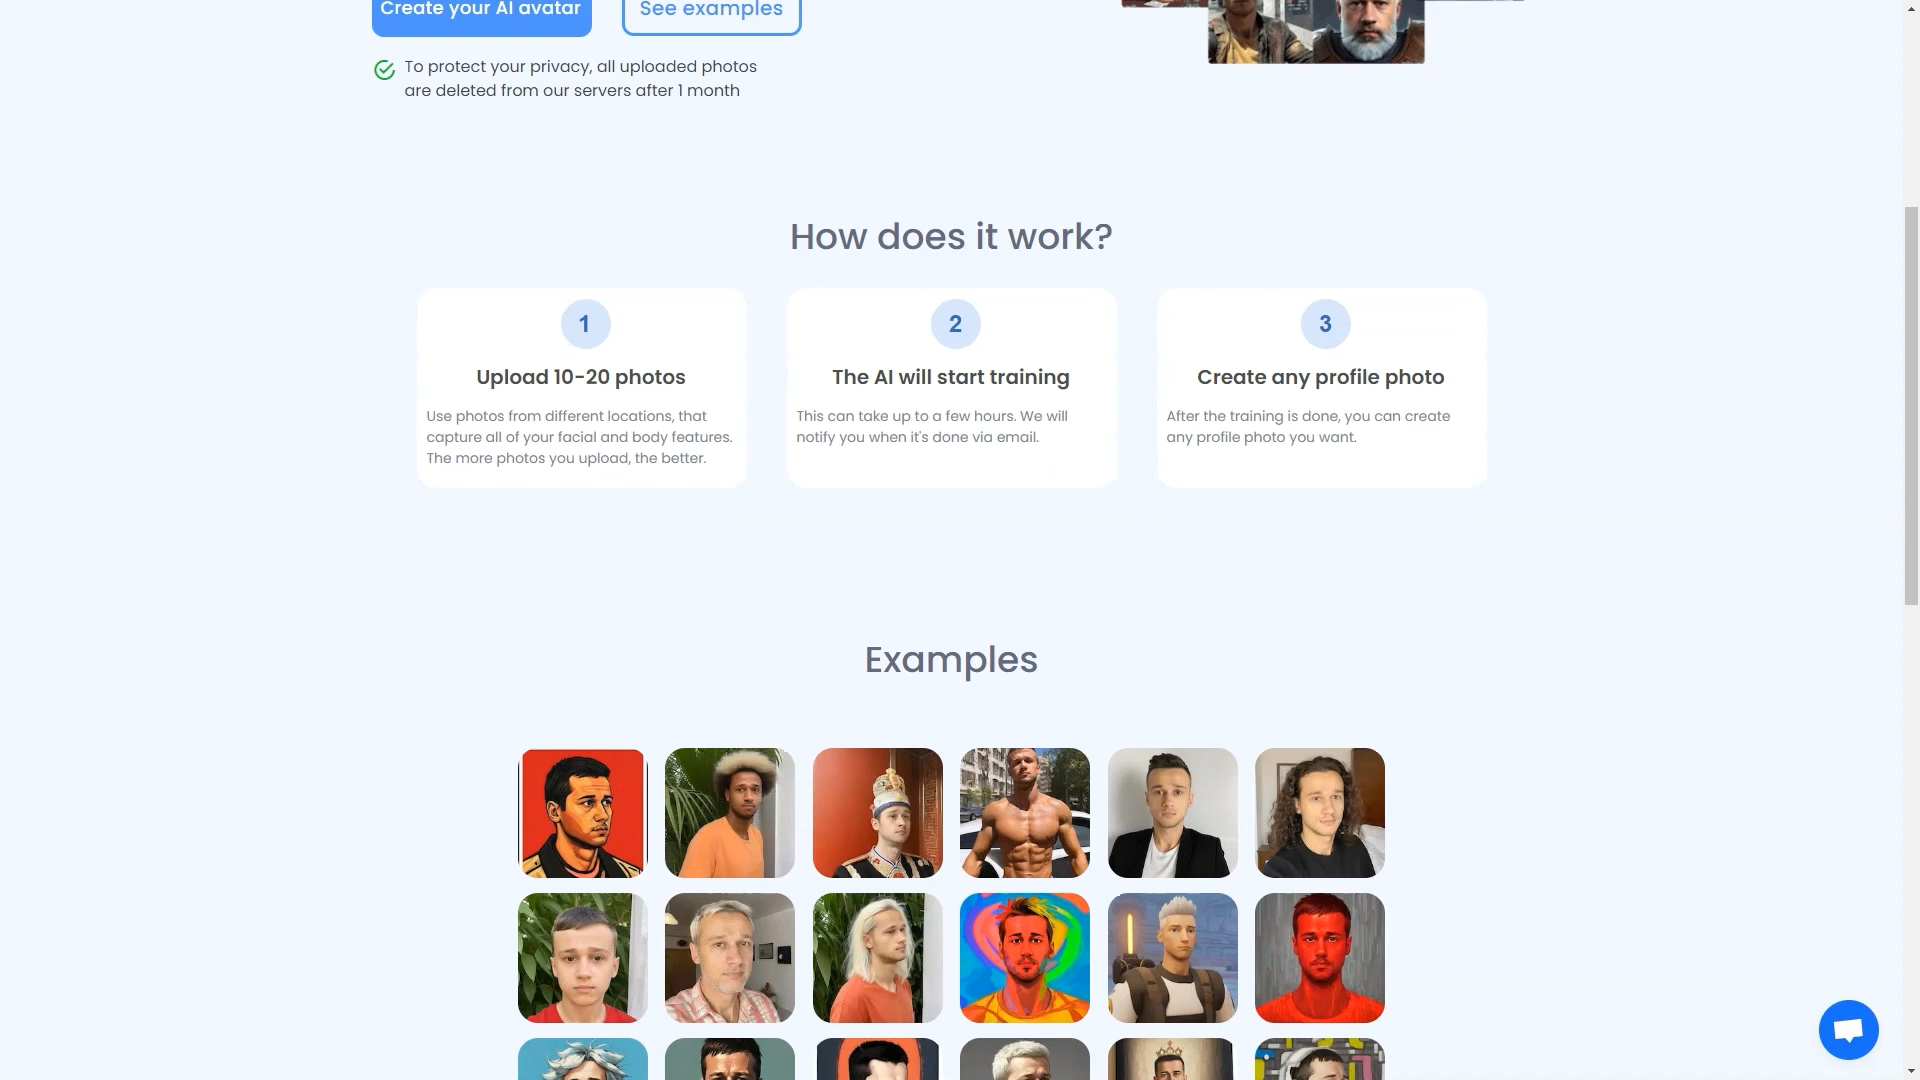 Create your AI avatar
See examples
To protect your privacy, all uploaded photos
are deleted from our servers after 1 month
How does it work?
1
Upload 10-20 photos
Use photos from different locations, that
capture all of your facial and body features.
The more photos you upload, the better.
2
The AI will start training
This can take up to a few hours. We will
notify you when it's done via email.
3
Create any profile photo
After the training is done, you can create
any profile photo you want.
Examples